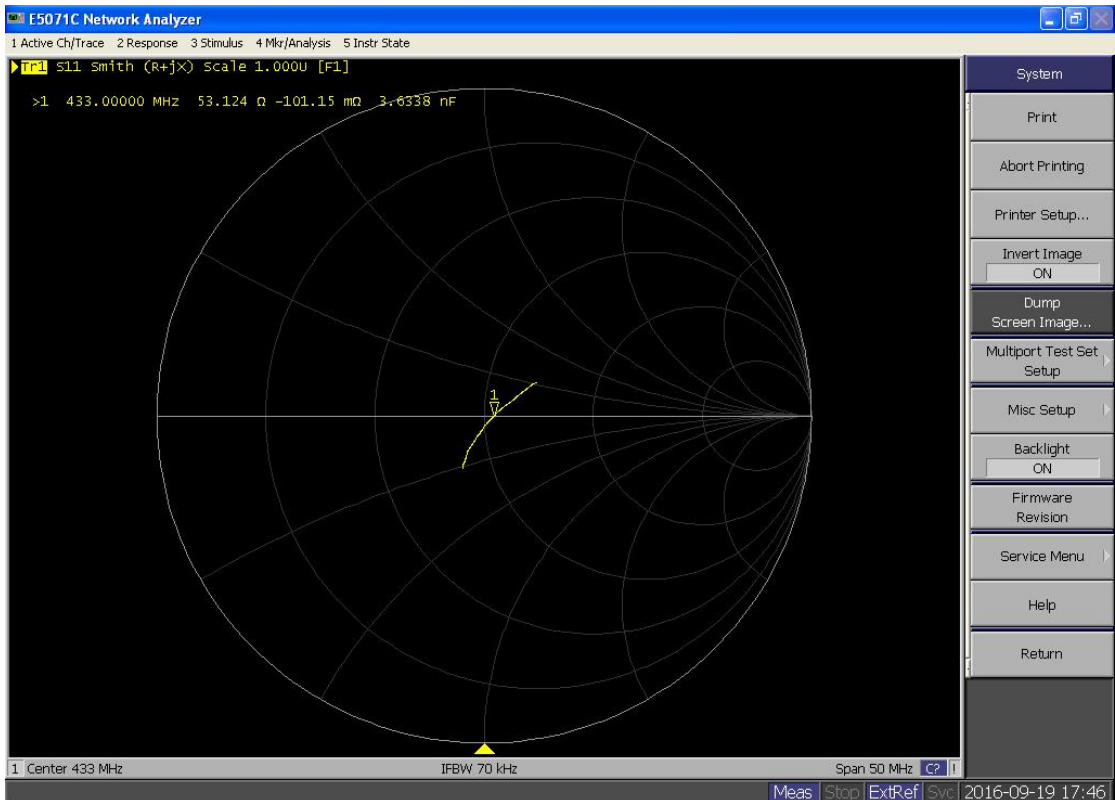 E5071C Network Analyzer
1 Active Ch/Trace 2 Response 3 Stimulus 4 Mkr/Analysis 5 Instr State
Tr1 S11 Smith (R+jX) Scale 1.000U [F1]
>1 433.00000 MHz 53.124 Ω -101.15 mΩ 3.6338 nF
1
System
Print
Abort Printing
Printer Setup...
Invert Image
ON
Dump
Screen Image...
Multiport Test Set
Setup
Misc Setup
Backlight
ON
Firmware
Revision
Service Menu
Help
Return
1 Center 433 MHz IFBW 70 kHz Span 50 MHz C? !
Meas Stop ExtRef Svc 2016-09-19 17:46